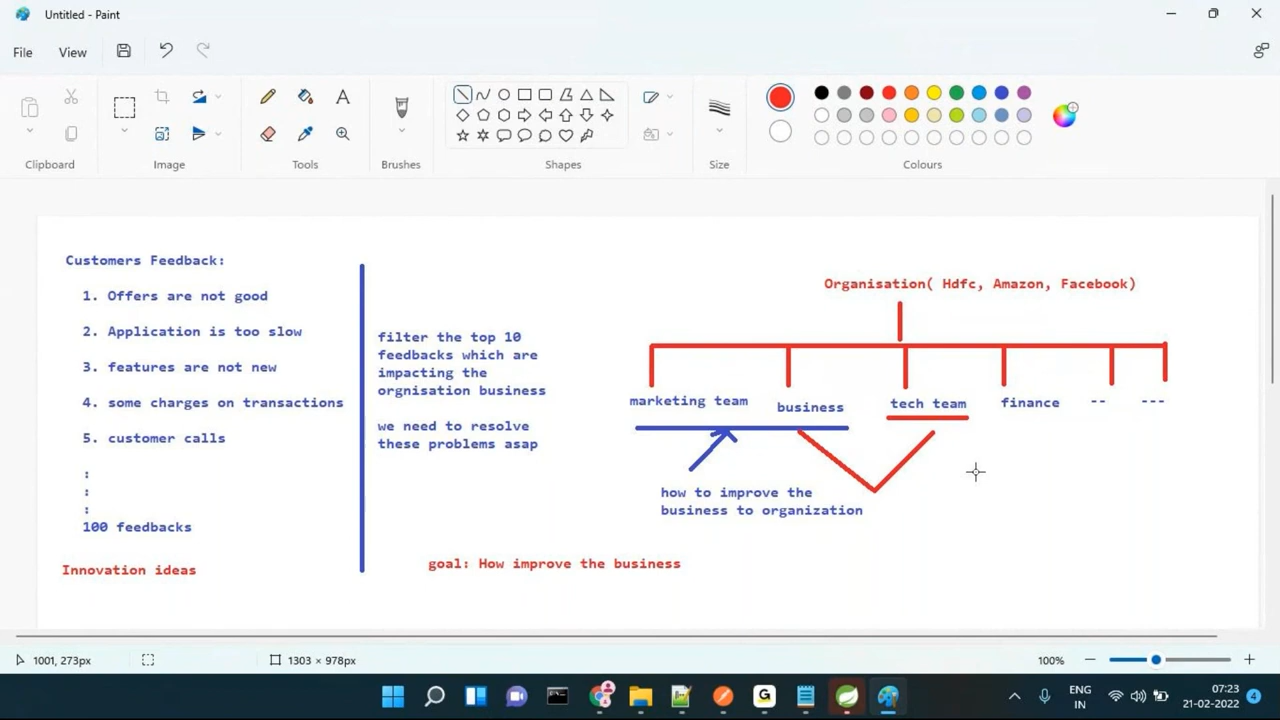 Untitled - Paint
File
View
Clipboard
Image
Tools
Brushes
Shapes
Size
Colours
Customers Feedback:
1. Offers are not good
2. Application is too slow
3. features are not new
4. some charges on transactions
5. customer calls
:
:
:
100 feedbacks
Innovation ideas
filter the top 10
feedbacks which are
impacting the
orgnisation business
we need to resolve
these problems asap
goal: How improve the business
Organisation( Hdfc, Amazon, Facebook)
marketing team
business
tech team
finance
--
---
how to improve the
business to organization
1001, 273px
1303 × 978px
100%
ENG
IN
07:23
21-02-2022
4